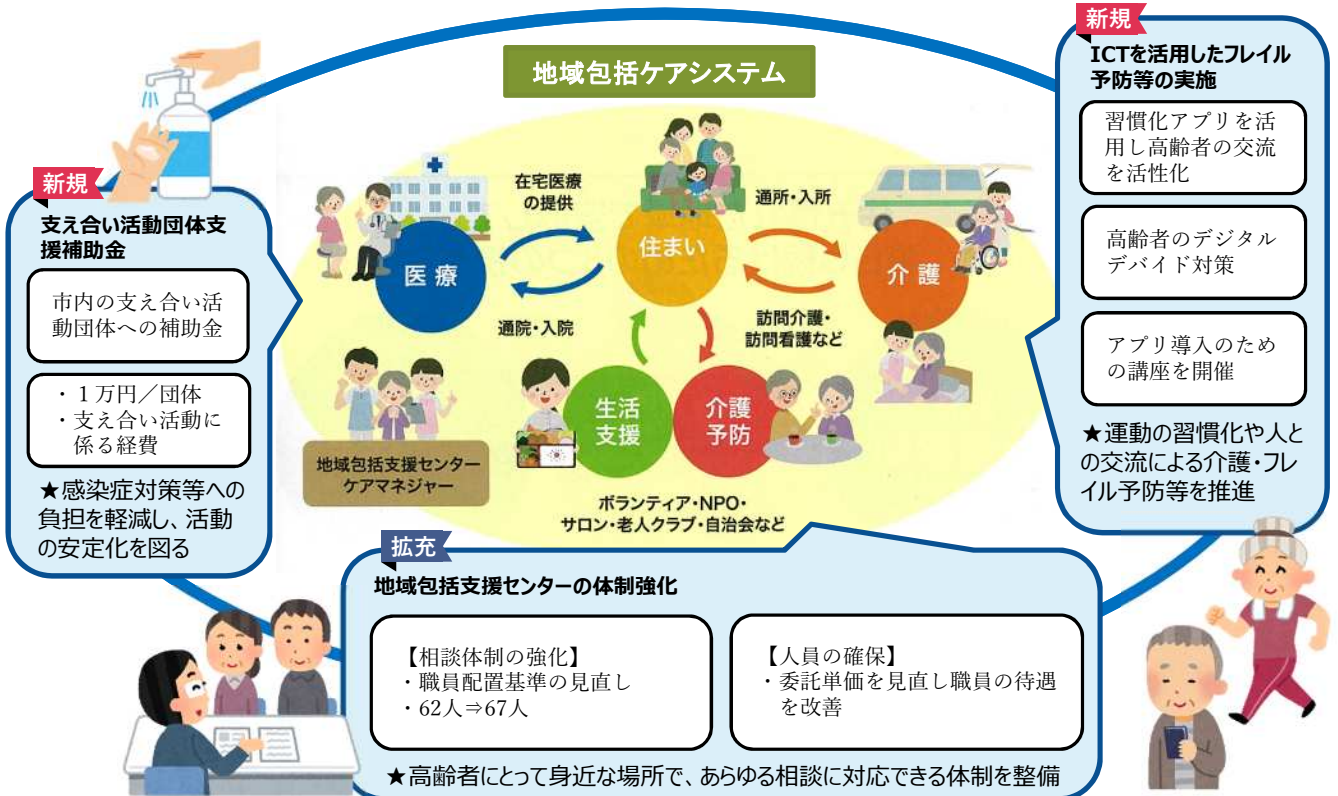 地域包括ケアシステム
在宅医療
の提供
通所・入所
医療
住まい
介護
通院・入院
訪問介護・
訪問看護など
生活
支援
介護
予防
地域包括支援センター
ケアマネジャー
ボランティア・NPO・
サロン・老人クラブ・自治会など
新規
支え合い活動団体支
援補助金
市内の支え合い活
動団体への補助金
・１万円／団体
・支え合い活動に
係る経費
★感染症対策等への
負担を軽減し、活動
の安定化を図る
新規
ICTを活用したフレイル
予防等の実施
習慣化アプリを活
用し高齢者の交流
を活性化
高齢者のデジタル
デバイド対策
アプリ導入のため
の講座を開催
★運動の習慣化や人と
の交流による介護・フレ
イル予防等を推進
拡充
地域包括支援センターの体制強化
【相談体制の強化】
・職員配置基準の見直し
・62人⇒67人
【人員の確保】
・委託単価を見直し職員の待遇
を改善
★高齢者にとって身近な場所で、あらゆる相談に対応できる体制を整備